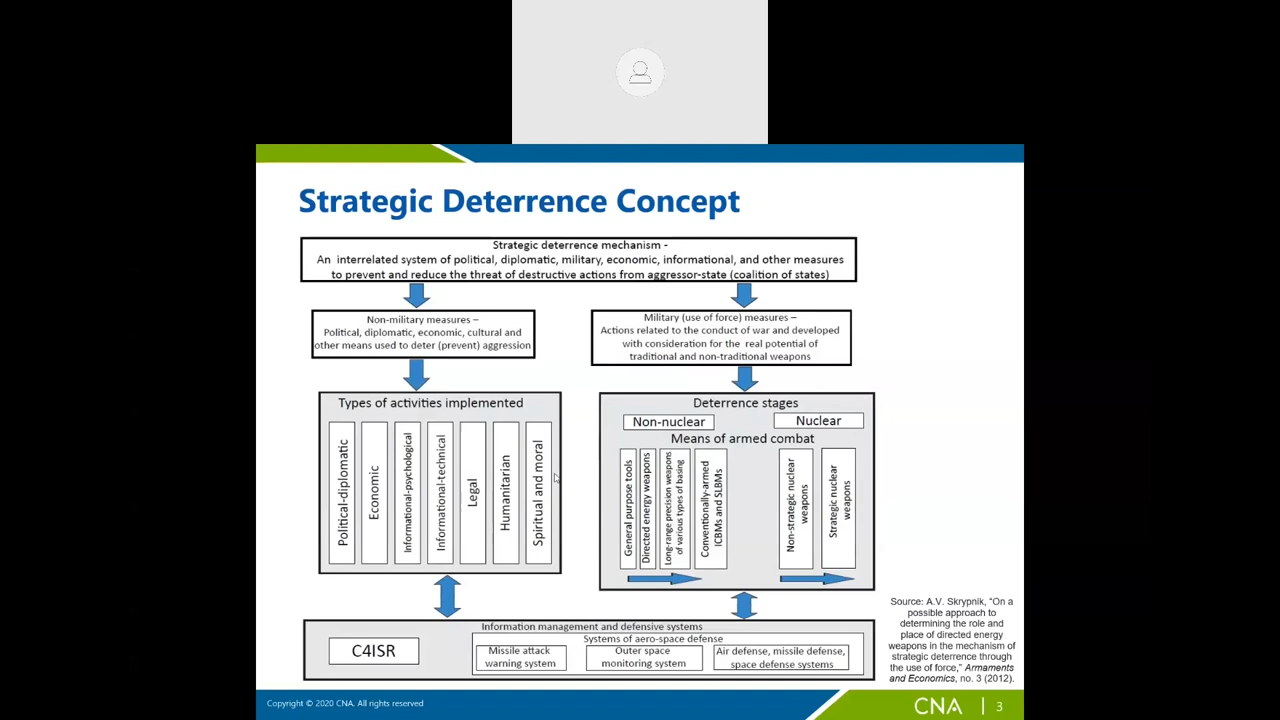 Strategic Deterrence Concept
Strategic deterrence mechanism -
An interrelated system of political, diplomatic, military, economic, informational, and other measures
to prevent and reduce the threat of destructive actions from aggressor-state (coalition of states)
Non-military measures –
Political, diplomatic, economic, cultural and
other means used to deter (prevent) aggression
Military (use of force) measures –
Actions related to the conduct of war and developed
with consideration for the real potential of
traditional and non-traditional weapons
Types of activities implemented
Political-diplomatic
Economic
Informational-psychological
Informational-technical
Legal
Humanitarian
Spiritual and moral
Deterrence stages
Non-nuclear
Nuclear
Means of armed combat
General purpose tools
Directed energy weapons
Long-range precision weapons
of various types of basing
Conventionally-armed
ICBMs and SLBMs
Non-strategic nuclear
weapons
Strategic nuclear
weapons
Information management and defensive systems
C4ISR
Systems of aero-space defense
Missile attack
warning system
Outer space
monitoring system
Air defense, missile defense,
space defense systems
Source: A.V. Skrypnik, “On a
possible approach to
determining the role and
place of directed energy
weapons in the mechanism of
strategic deterrence through
the use of force,” Armaments
and Economics, no. 3 (2012).
Copyright © 2020 CNA. All rights reserved
CNA | 3